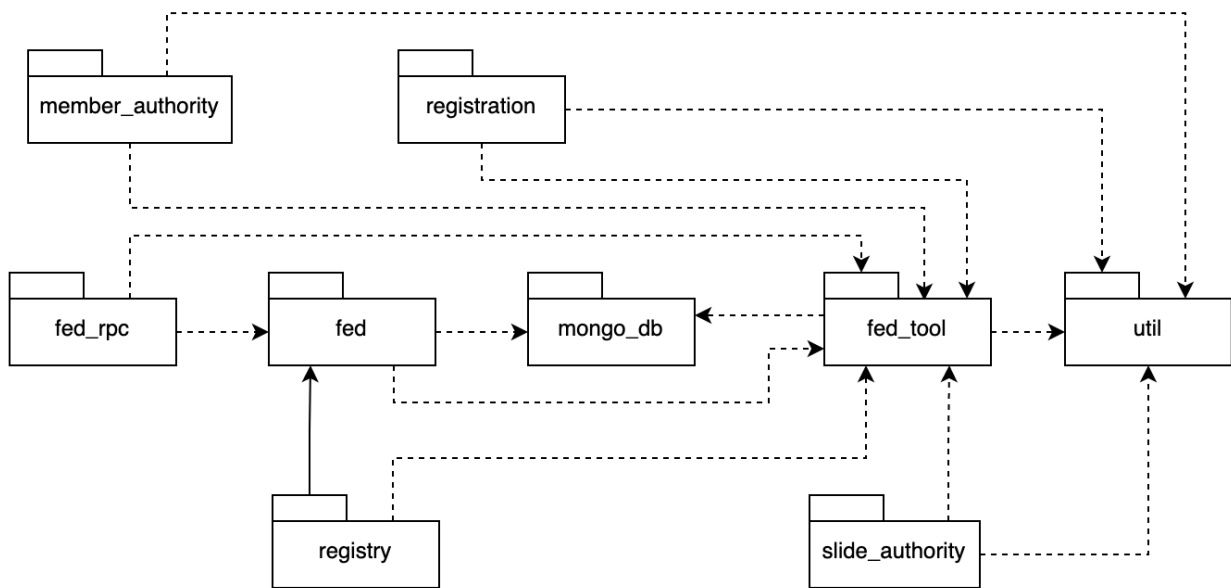 member_authority
registration
fed_rpc
fed
mongo_db
fed_tool
util
registry
slide_authority